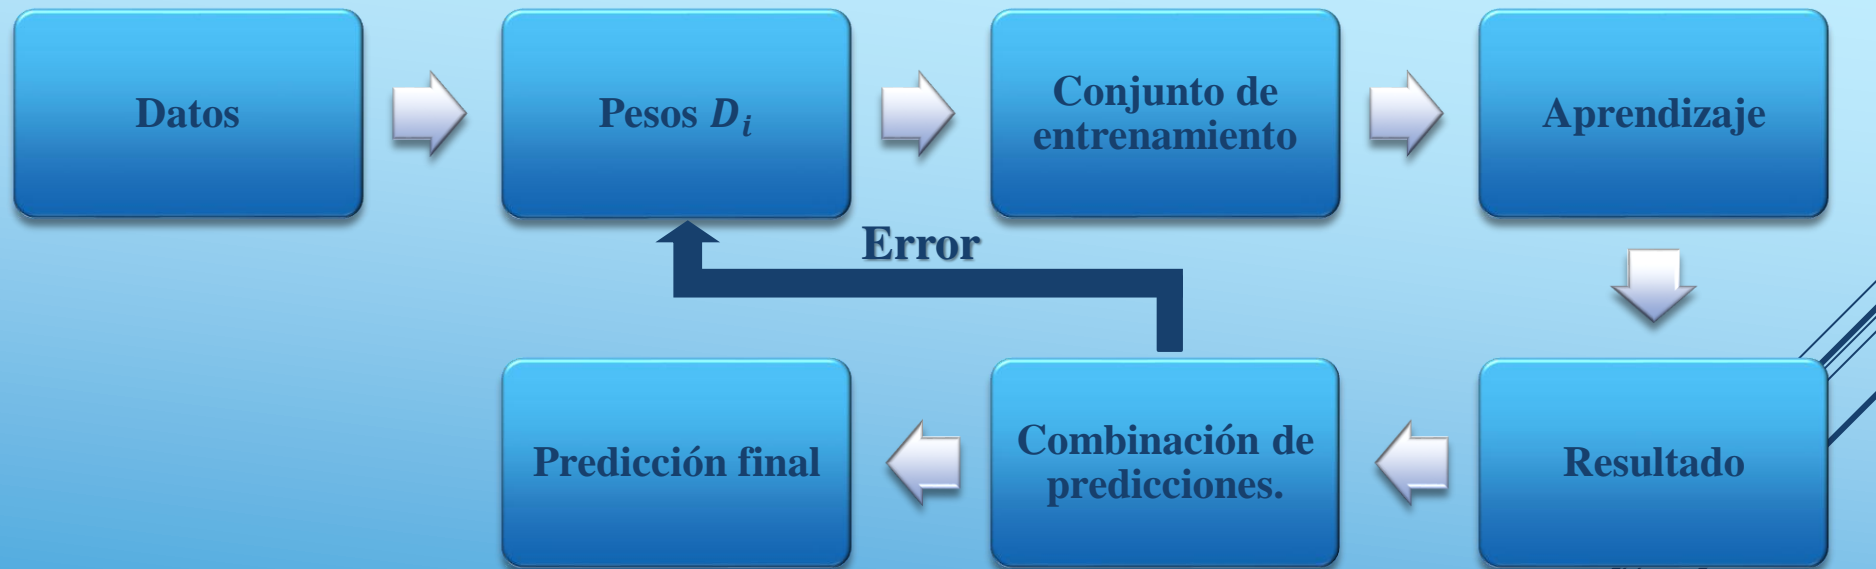 Datos
Pesos D_i
Conjunto de
entrenamiento
Aprendizaje
Error
Predicción final
Combinación de
predicciones.
Resultado